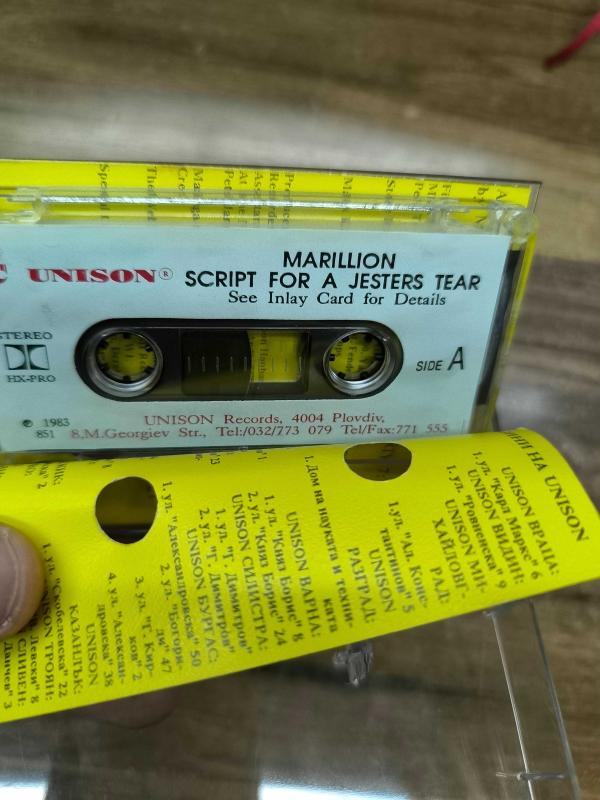 MARILLION
UNISON® SCRIPT FOR A JESTERS TEAR
See Inlay Card for Details
STEREO
HX-PRO
SIDE A
℗ 1983
851
UNISON Records, 4004 Plovdiv,
8,M.Georgiev Str., Tel:/032/773 079 Tel/Fax:771 555
НА UNISON
UNISON ВРАЦА:
1. ул. "Карл Маркс" 6
UNISON ВИДИН:
1. ул. "Ровненска" 9
UNISON МИ-
ХАЙЛОВГ-
РАД:
1. ул. "Ал. Конс-
тантинов" 5
UNISON
РАЗГРАД:
1. Дом на науката и техни-
ката
UNISON ВАРНА:
1. ул. "Княз Борис" 8
2. ул. "Княз Борис" 24
UNISON СИЛИСТРА:
1. ул. "Г. Димитров"
2. ул. "Г. Димитров"
UNISON БУРГАС:
1. ул. "Александровска" 50
2. ул. "Богори-
ди" 47
3. ул. "Г. Кир-
ков" 2
4. ул. "Алексан-
дровска" 38
UNISON
КАЗАНЛЪК:
1. ул. "Скобелевска" 22
UNISON ТРОЯН:
Левски" 8
СЛИВЕН:
Данчев" 3